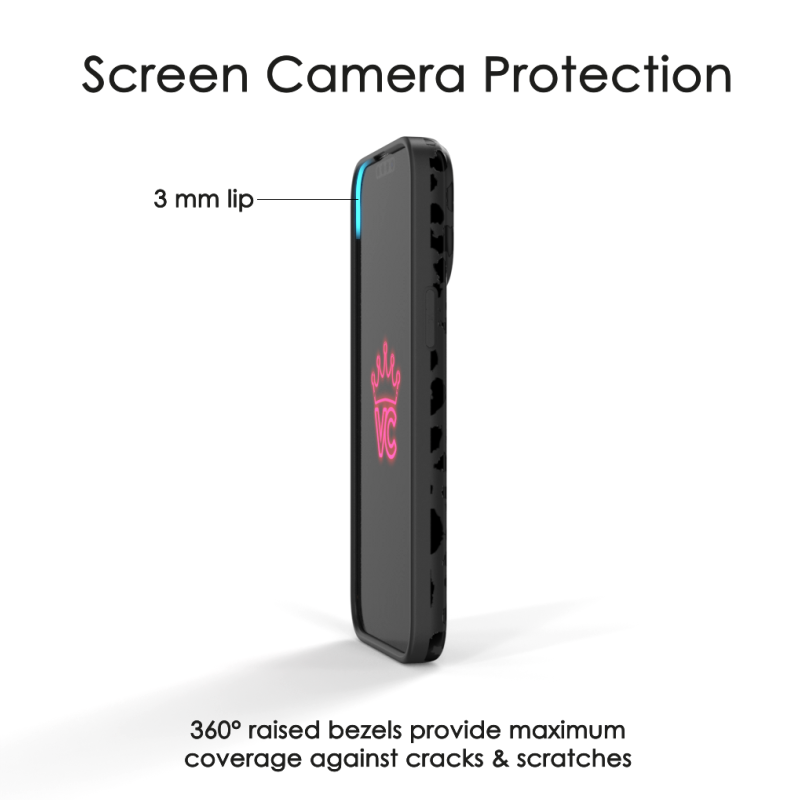 Screen Camera Protection
3 mm lip
VC
360° raised bezels provide maximum
coverage against cracks & scratches